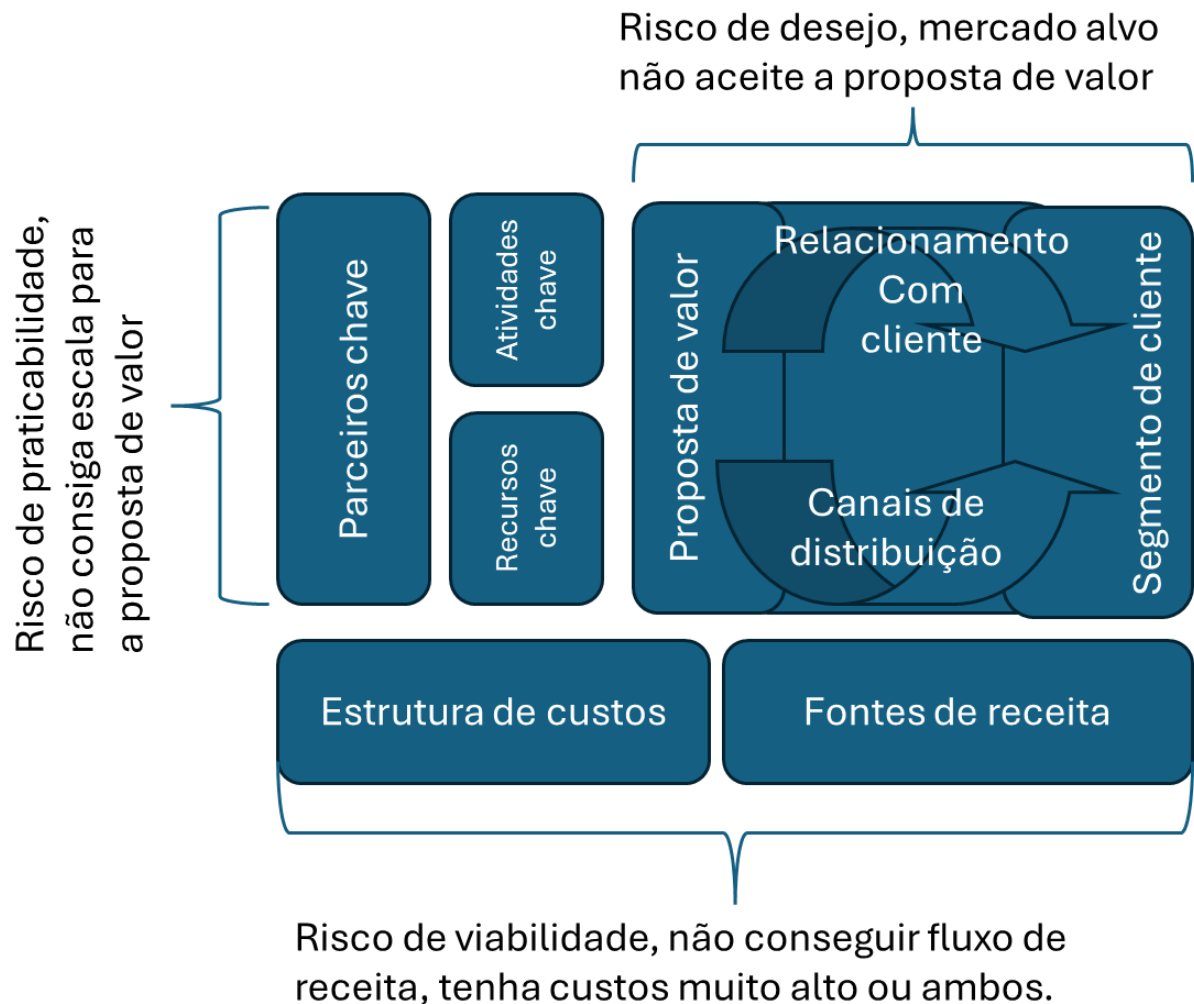 Risco de desejo, mercado alvo
não aceite a proposta de valor
Risco de praticabilidade,
não consiga escala para
a proposta de valor
Parceiros chave
Atividades
chave
Recursos
chave
Proposta de valor
Relacionamento
Com
cliente
Canais de
distribuição
Segmento de cliente
Estrutura de custos
Fontes de receita
Risco de viabilidade, não conseguir fluxo de
receita, tenha custos muito alto ou ambos.